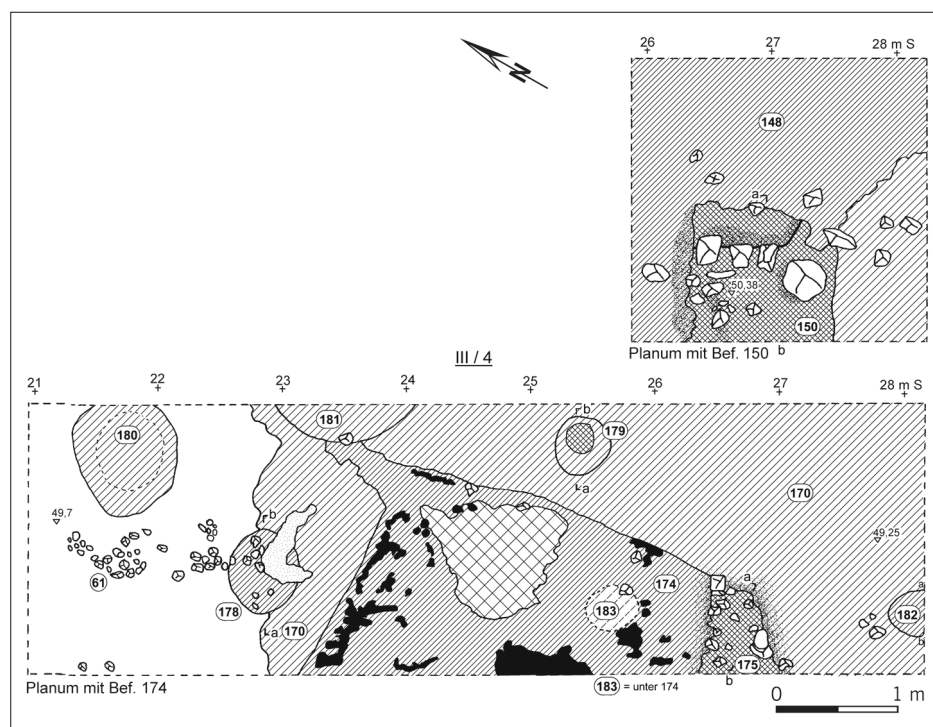 N
26 27 28 m S
148
a
50,38
150
Planum mit Bef. 150 b
III / 4
21 22 23 24 25 26 27 28 m S
180
181
b
179
a
170
49,7
b
49,25
61
174
a
a
183
182
178
a
170
b
175
Planum mit Bef. 174
183 = unter 174
b
0 1 m